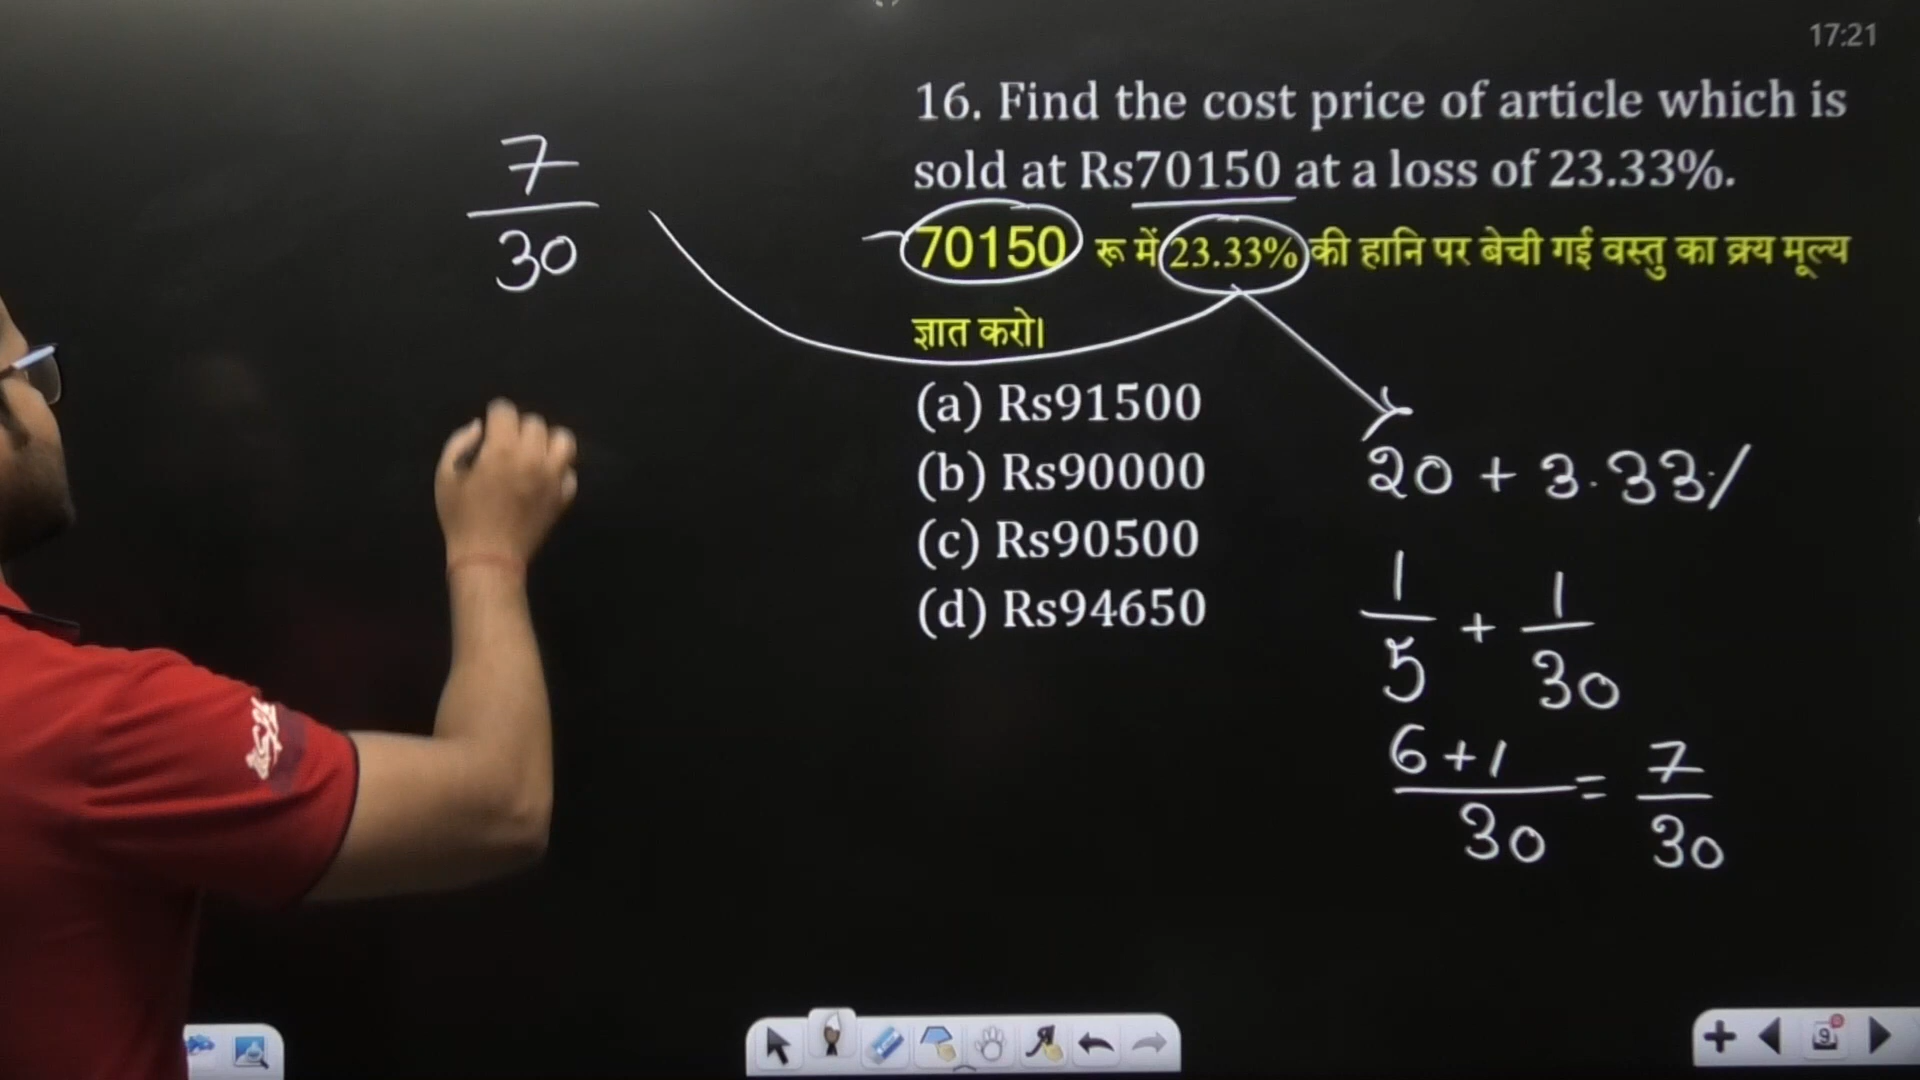 17:21
16. Find the cost price of article which is
sold at Rs70150 at a loss of 23.33%.
70150 रू में 23.33% की हानि पर बेची गई वस्तु का क्रय मूल्य
ज्ञात करो।
(a) Rs91500
(b) Rs90000
(c) Rs90500
(d) Rs94650
7
30
20 + 3.33%
1/5 + 1/30
6+1/30 = 7/30
9